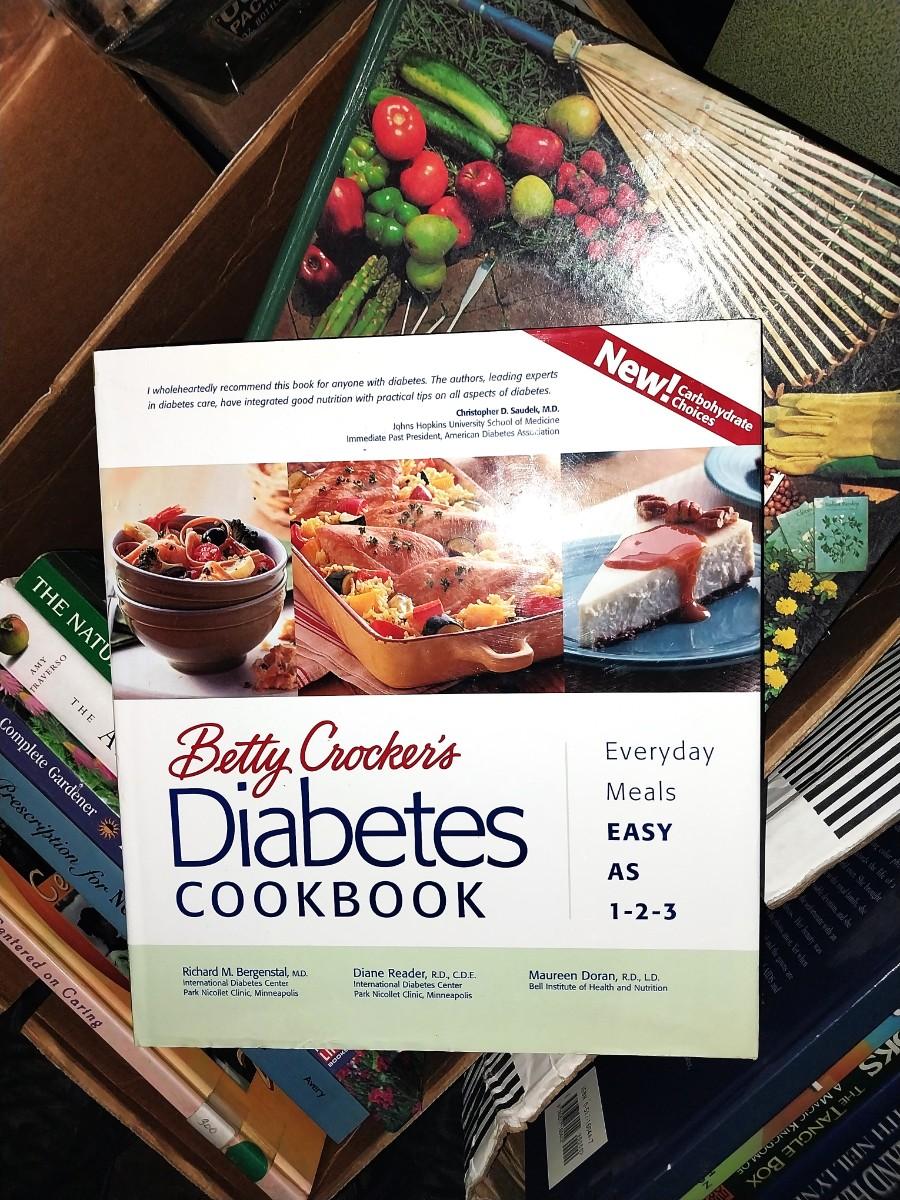 PACK
I wholeheartedly recommend this book for anyone with diabetes. The authors, leading experts
in diabetes care, have integrated good nutrition with practical tips on all aspects of diabetes.
Christopher D. Saudek, M.D.
Johns Hopkins University School of Medicine
Immediate Past President, American Diabetes Association
New! Carbohydrate
Choices
Betty Crocker's
Diabetes
COOKBOOK
Everyday
Meals
EASY
AS
1-2-3
Richard M. Bergenstal, M.D.
International Diabetes Center
Park Nicollet Clinic, Minneapolis
Diane Reader, R.D., C.D.E.
International Diabetes Center
Park Nicollet Clinic, Minneapolis
Maureen Doran, R.D., L.D.
Bell Institute of Health and Nutrition
THE NATU
AMY
TRAVERSO
THE
A
Complete Gardener
Prescription for
Centered on Caring
920
Avery
THE TANGLE BOX
A MAGIC KINGDOM OF